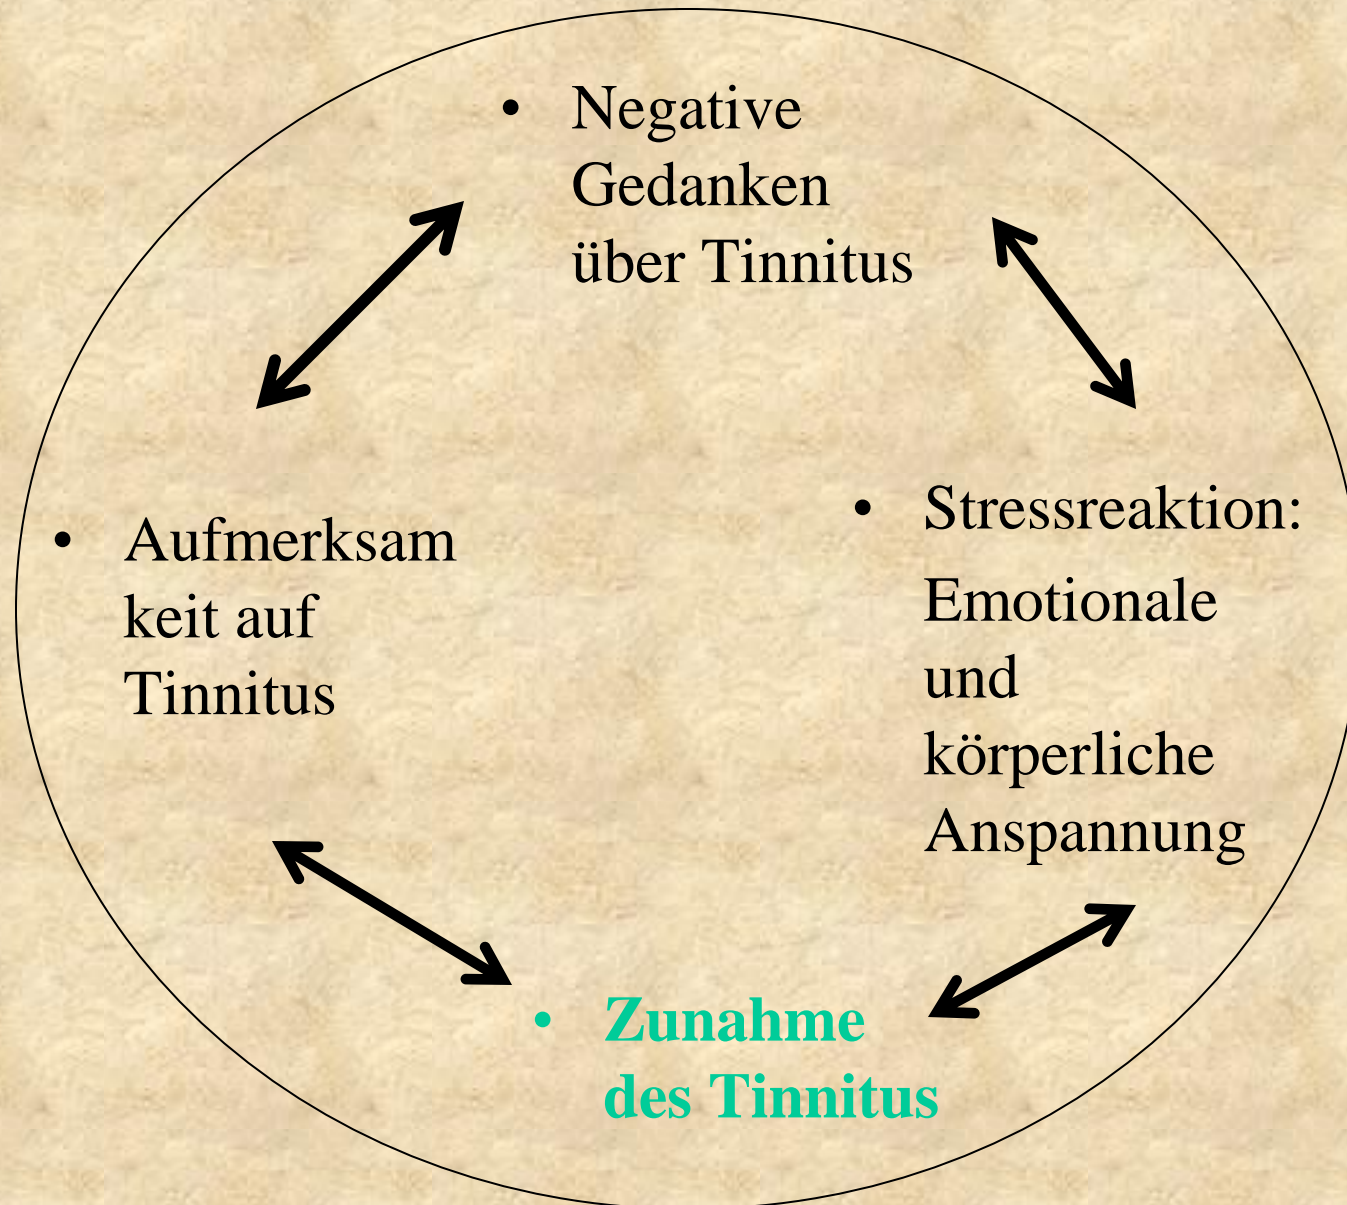 • Negative
Gedanken
über Tinnitus
• Aufmerksam
keit auf
Tinnitus
• Stressreaktion:
Emotionale
und
körperliche
Anspannung
• Zunahme
des Tinnitus